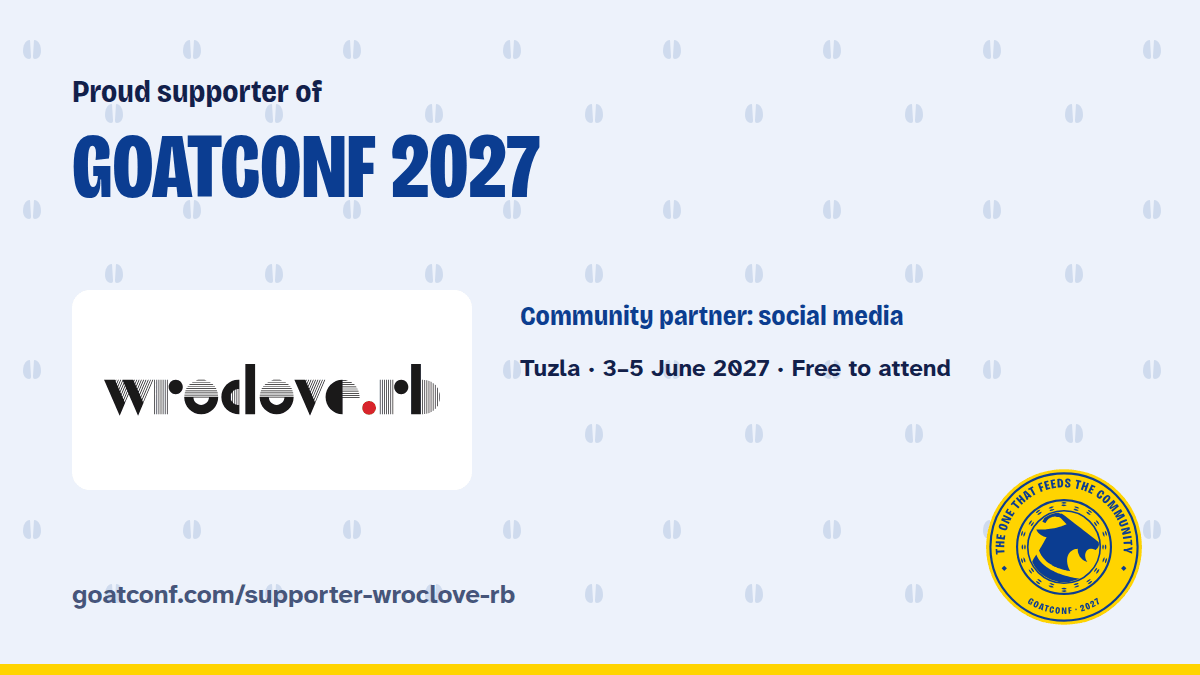 Proud supporter of
GOATCONF 2027
wroclove.rb
Community partner: social media
Tuzla · 3–5 June 2027 · Free to attend
THE ONE THAT FEEDS THE COMMUNITY
GOATCONF · 2027
goatconf.com/supporter-wroclove-rb